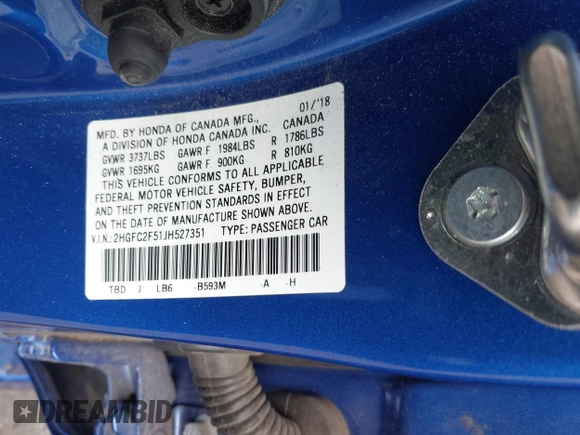 MFD. BY HONDA OF CANADA MFG., 01/'18
A DIVISION OF HONDA CANADA INC. CANADA
GVWR 3737LBS GAWR F 1984LBS R 1786LBS
GVWR 1695KG GAWR F 900KG R 810KG
THIS VEHICLE CONFORMS TO ALL APPLICABLE
FEDERAL MOTOR VEHICLE SAFETY, BUMPER,
AND THEFT PREVENTION STANDARDS IN EFFECT
ON THE DATE OF MANUFACTURE SHOWN ABOVE.
V.I.N.: 2HGFC2F51JH527351 TYPE: PASSENGER CAR
TBD J LB6 -B593M -A -H
DREAMBID